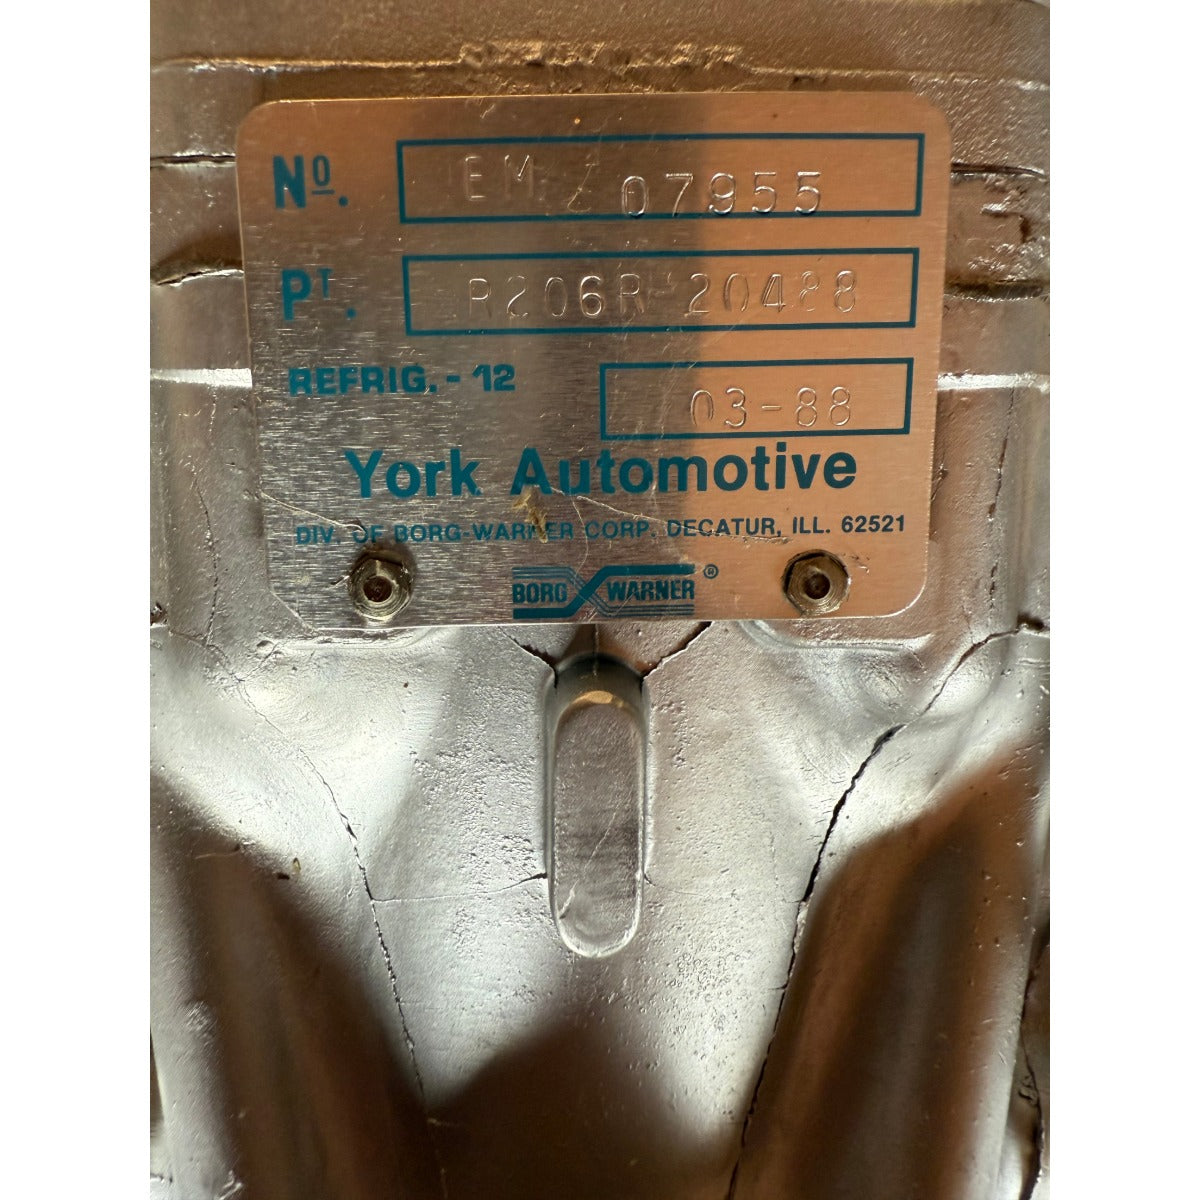 Nº. EM Z 07955
PT. R206R-20488
REFRIG. - 12 03-88
York Automotive
DIV. OF BORG-WARNER CORP. DECATUR, ILL. 62521
BORG WARNER ®